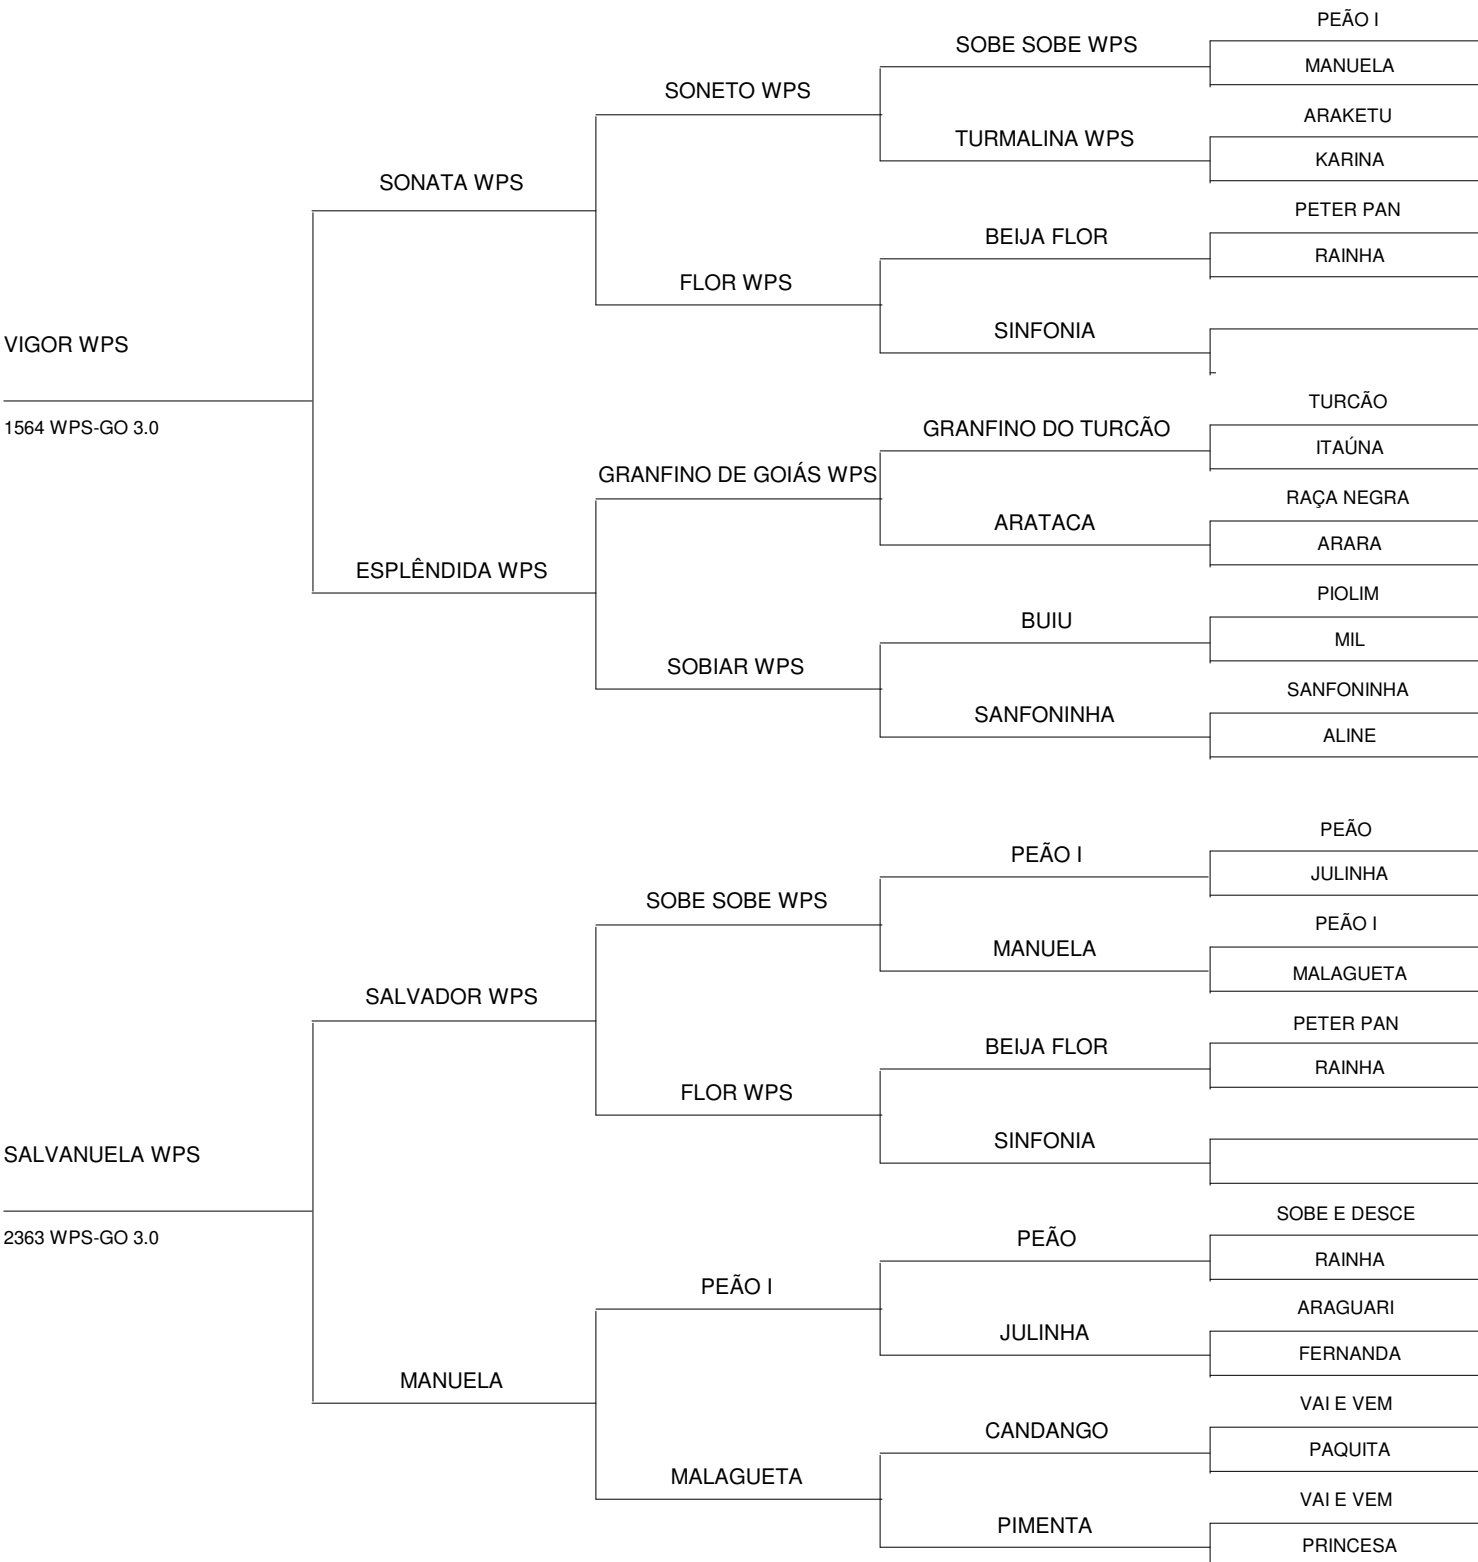 PEÃO I
SOBE SOBE WPS
MANUELA
SONETO WPS
ARAKETU
TURMALINA WPS
KARINA
SONATA WPS
PETER PAN
BEIJA FLOR
RAINHA
FLOR WPS
SINFONIA
VIGOR WPS
1564 WPS-GO 3.0
TURCÃO
GRANFINO DO TURCÃO
ITAÚNA
GRANFINO DE GOIÁS WPS
RAÇA NEGRA
ARATACA
ARARA
ESPLÊNDIDA WPS
PIOLIM
BUIU
MIL
SOBIAR WPS
SANFONINHA
SANFONINHA
ALINE
PEÃO
PEÃO I
JULINHA
SOBE SOBE WPS
PEÃO I
MANUELA
MALAGUETA
SALVADOR WPS
PETER PAN
BEIJA FLOR
RAINHA
FLOR WPS
SINFONIA
SALVANUELA WPS
2363 WPS-GO 3.0
SOBE E DESCE
PEÃO
RAINHA
PEÃO I
ARAGUARI
JULINHA
FERNANDA
MANUELA
VAI E VEM
CANDANGO
PAQUITA
MALAGUETA
VAI E VEM
PIMENTA
PRINCESA